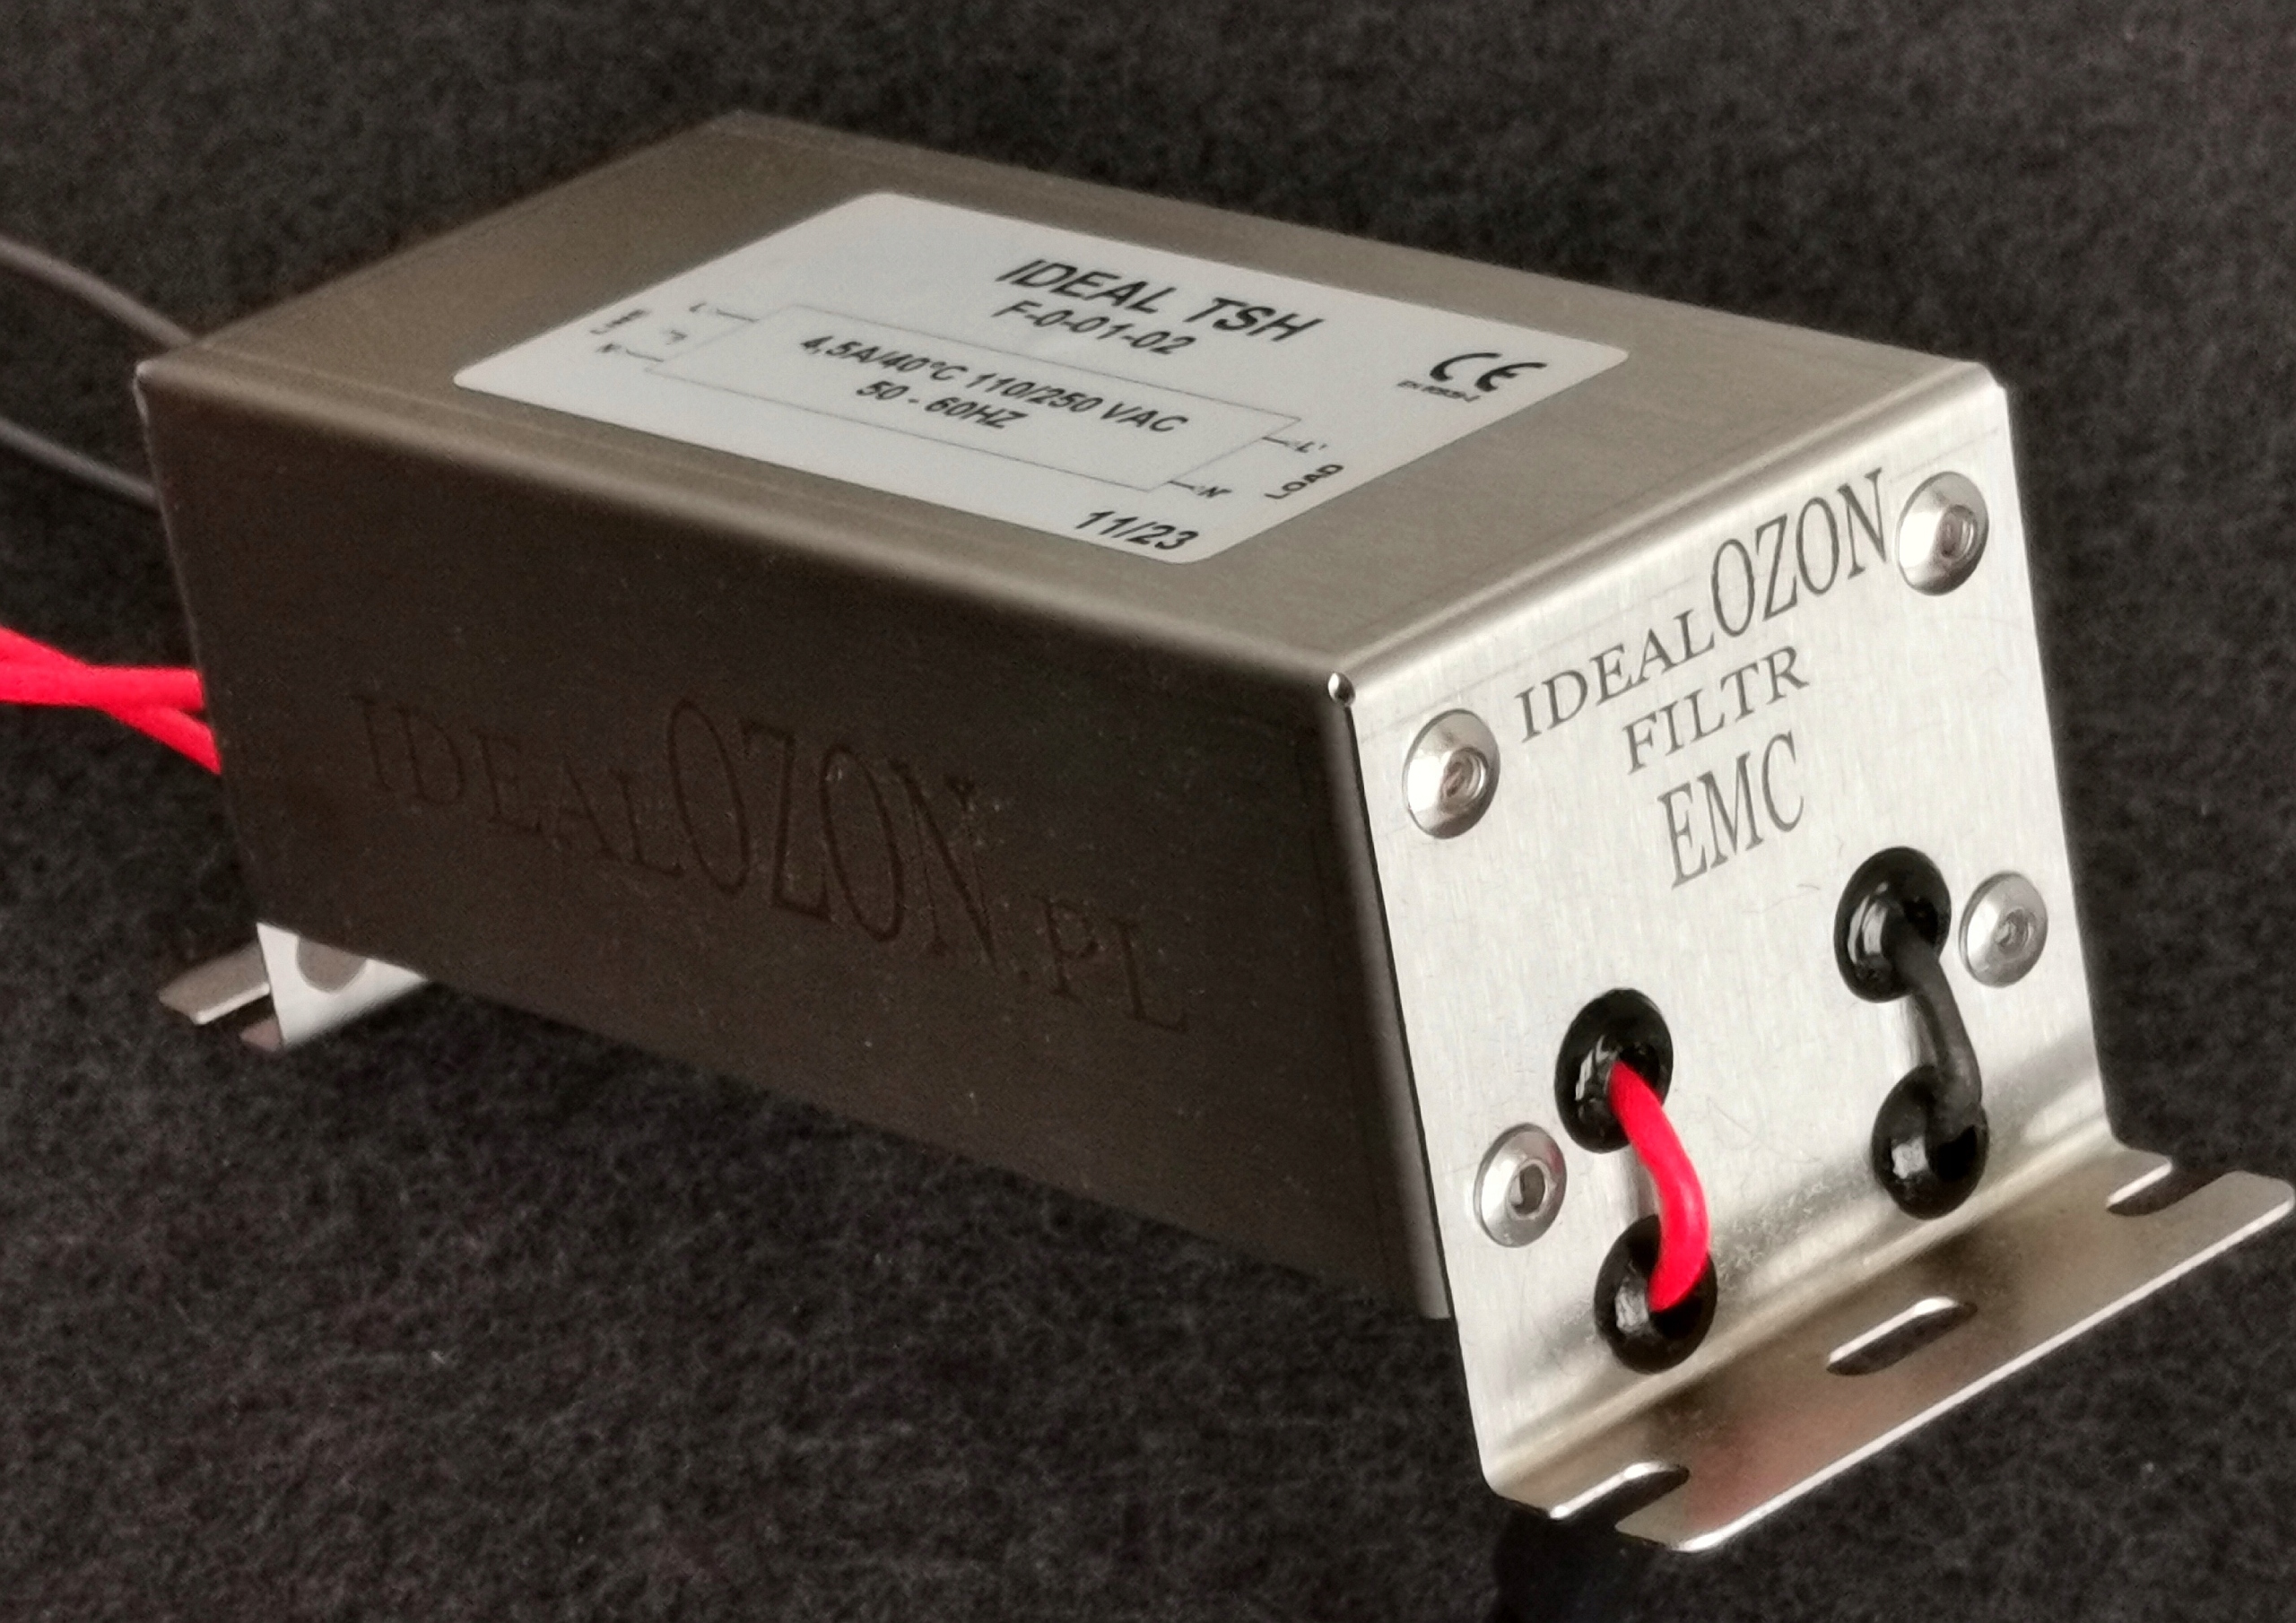 IDEAL TSH
F-0-01-02
4,5A/40°C 110/250 VAC
50 - 60HZ
L
N
L'
N'
LOAD
CE
11/23
IDEALOZON
FILTR
EMC
IDEALOZON.PL